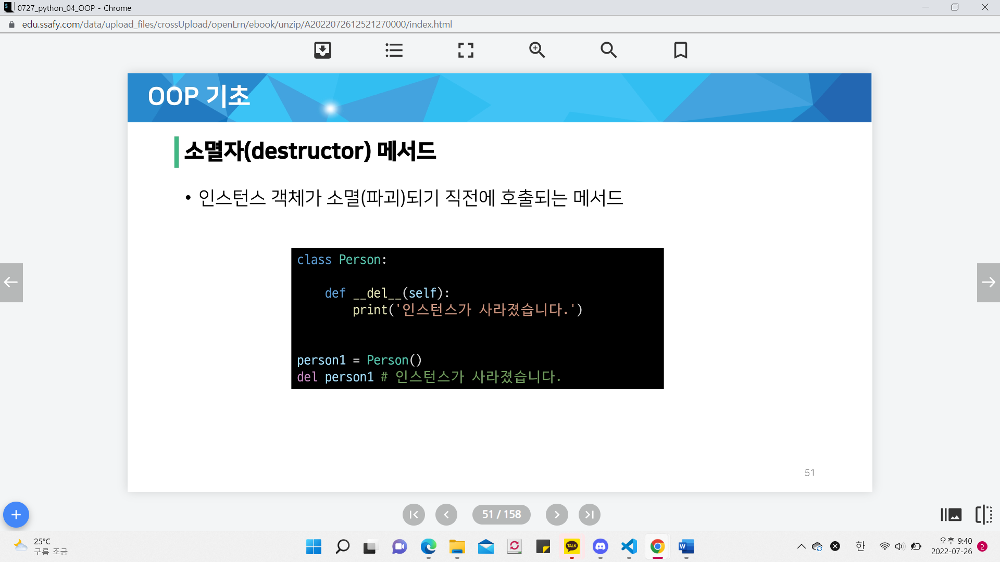 0727_python_04_OOP - Chrome
edu.ssafy.com/data/upload_files/crossUpload/openLrn/ebook/unzip/A2022072612521270000/index.html
OOP 기초
소멸자(destructor) 메서드
• 인스턴스 객체가 소멸(파괴)되기 직전에 호출되는 메서드
class Person:
def __del__(self):
print('인스턴스가 사라졌습니다.')
person1 = Person()
del person1 # 인스턴스가 사라졌습니다.
51
51 / 158
25°C
구름 조금
TALK
W
한
오후 9:40
2022-07-26
2